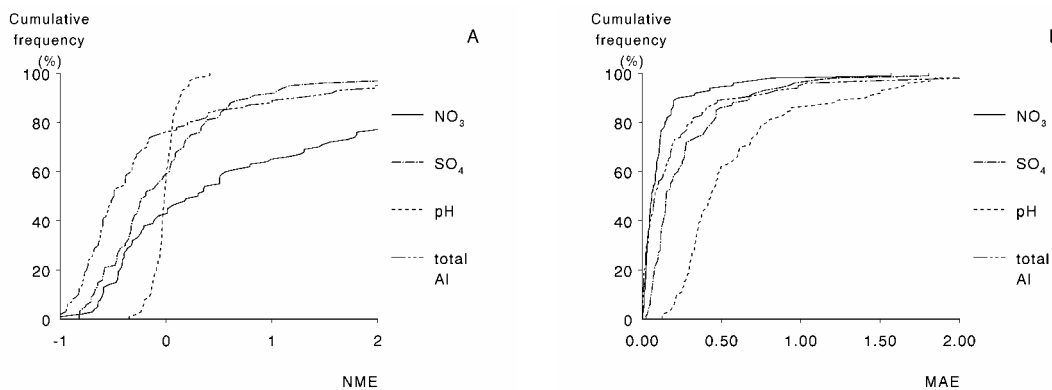 Cumulative
frequency
(%)
A
100
80
60
40
20
0
-1
0
1
2
NME
NO3
SO4
pH
total
Al
Cumulative
frequency
(%)
100
80
60
40
20
0
0.00
0.50
1.00
1.50
2.00
MAE
NO3
SO4
pH
total
Al